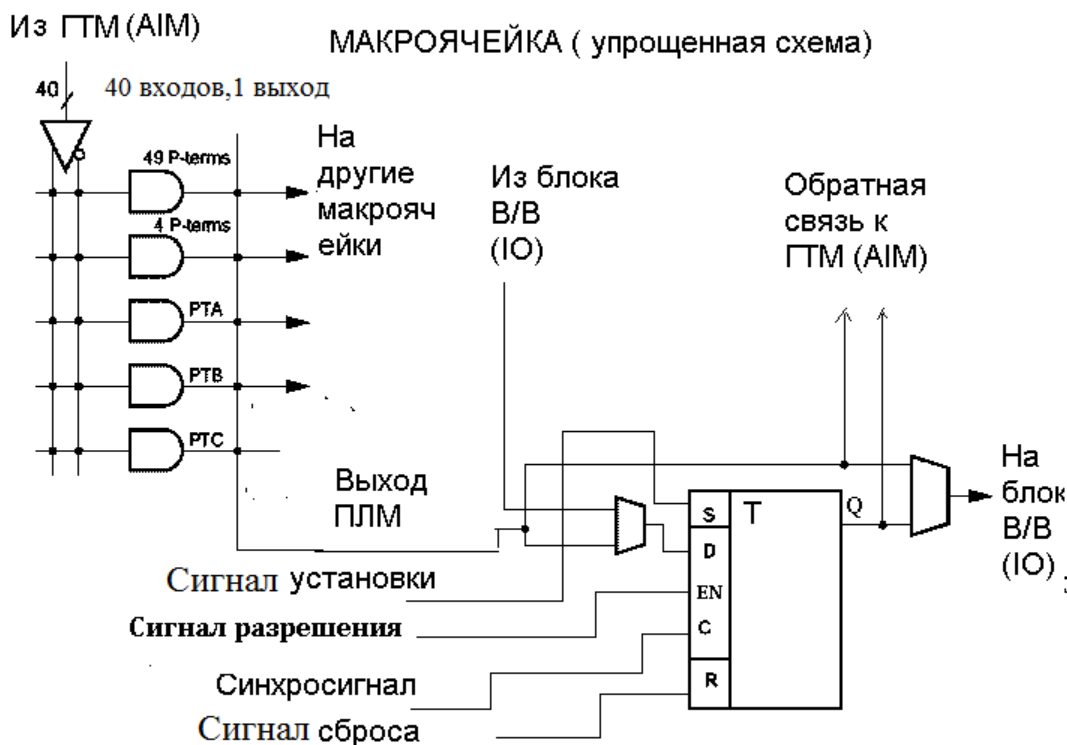 Из ГТМ (AIM)
МАКРОЯЧЕЙКА ( упрощенная схема)
40
40 входов,1 выход
49 P-terms
4 P-terms
PTA
PTB
PTC
На
другие
макрояч
ейки
Из блока
В/В
(IO)
Обратная
связь к
ГТМ (AIM)
Выход
ПЛМ
Сигнал установки
Сигнал разрешения
Синхросигнал
Сигнал сброса
S
T
Q
D
EN
C
R
На
блок
В/В
(IO)